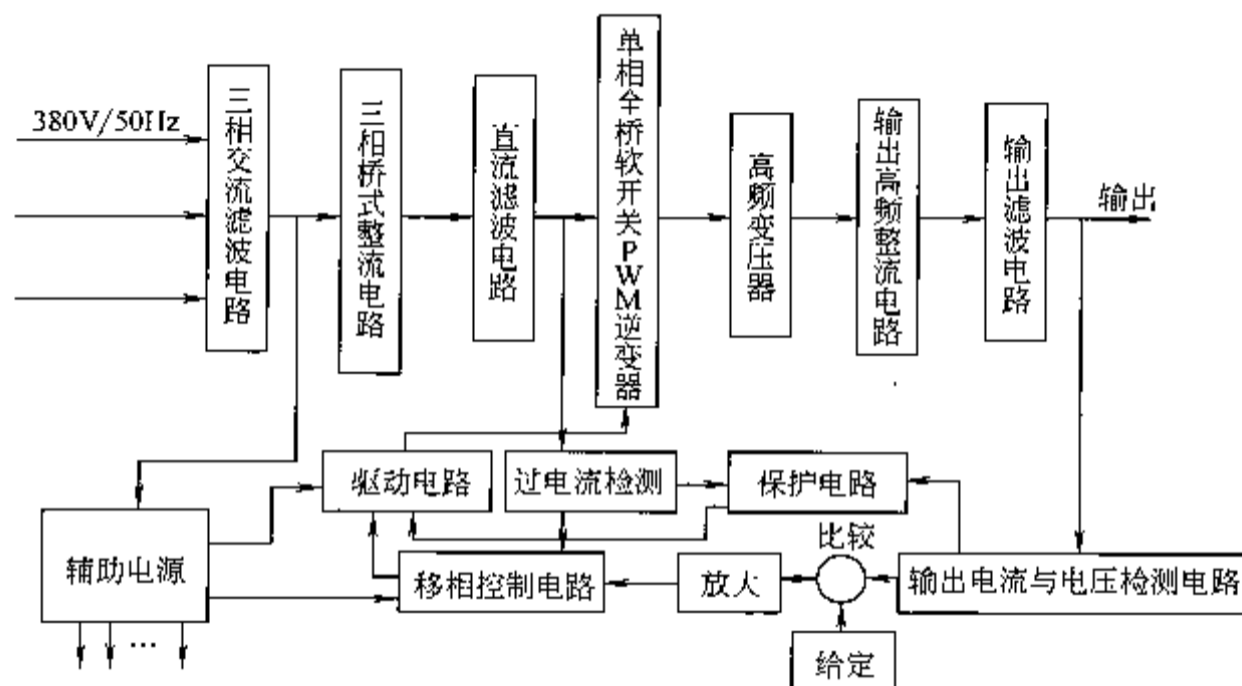 380V/50Hz
三相交流滤波电路
三相桥式整流电路
直流滤波电路
单相全桥软开关PWM逆变器
高频变压器
输出高频整流电路
输出滤波电路
输出
驱动电路
过电流检测
保护电路
辅助电源
移相控制电路
放大
比较
输出电流与电压检测电路
给定
…